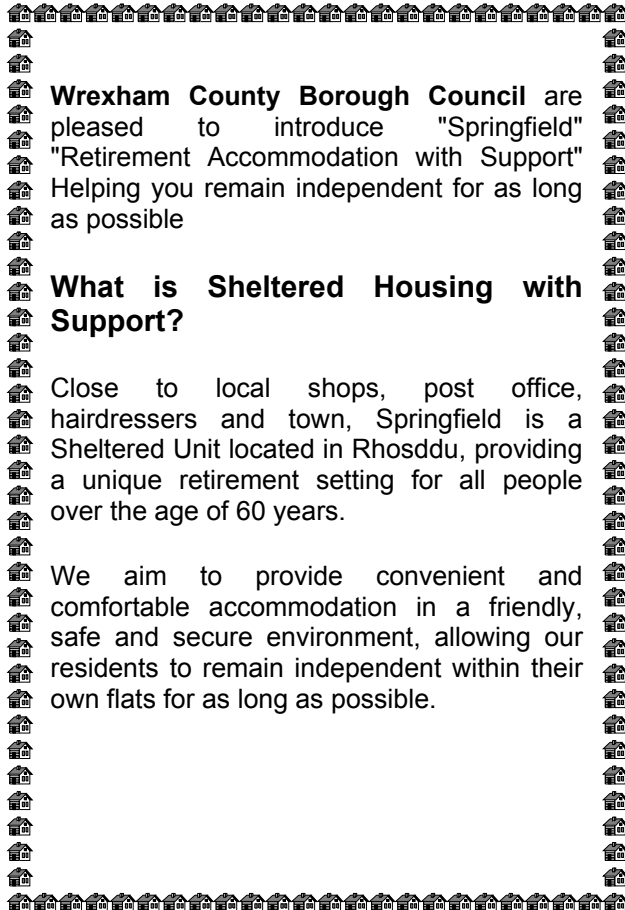 Wrexham County Borough Council are
pleased to introduce "Springfield"
"Retirement Accommodation with Support"
Helping you remain independent for as long
as possible
What is Sheltered Housing with
Support?
Close to local shops, post office,
hairdressers and town, Springfield is a
Sheltered Unit located in Rhosddu, providing
a unique retirement setting for all people
over the age of 60 years.
We aim to provide convenient and
comfortable accommodation in a friendly,
safe and secure environment, allowing our
residents to remain independent within their
own flats for as long as possible.